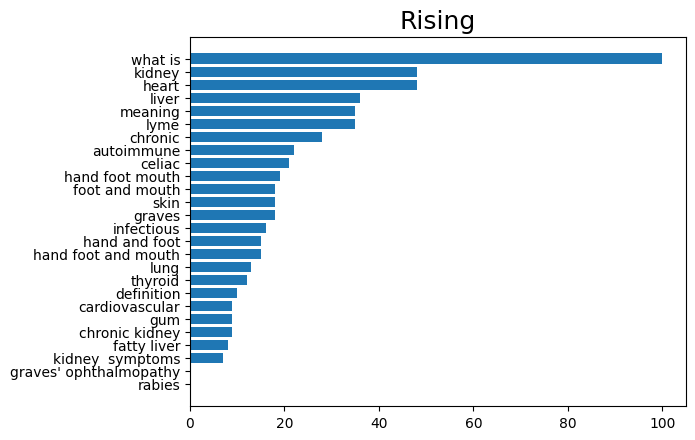 Rising
what is
kidney
heart
liver
meaning
lyme
chronic
autoimmune
celiac
hand foot mouth
foot and mouth
skin
graves
infectious
hand and foot
hand foot and mouth
lung
thyroid
definition
cardiovascular
gum
chronic kidney
fatty liver
kidney  symptoms
graves' ophthalmopathy
rabies
0 20 40 60 80 100